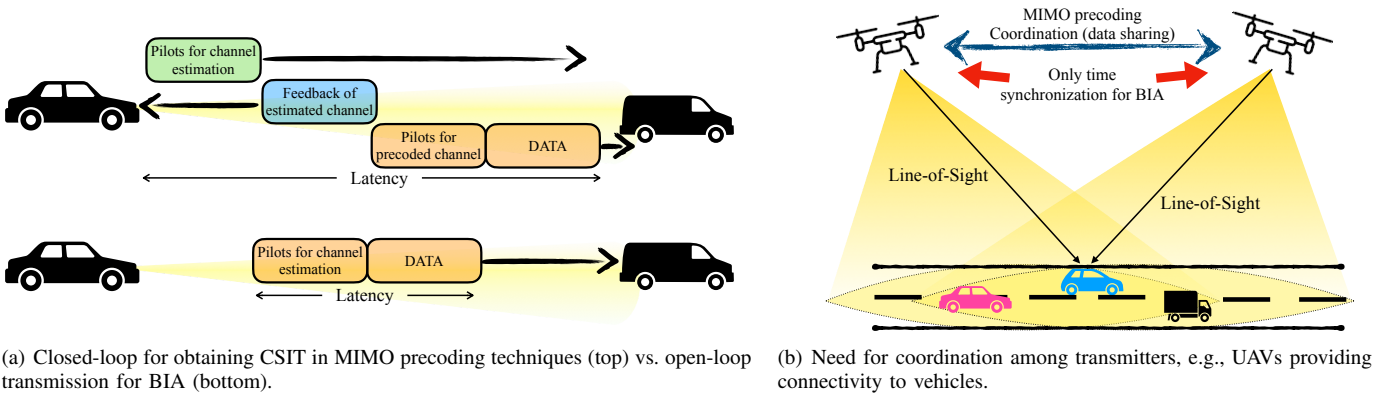 Pilots for channel
estimation
Feedback of
estimated channel
Pilots for
precoded channel
DATA
Latency
Pilots for channel
estimation
DATA
Latency
(a) Closed-loop for obtaining CSIT in MIMO precoding techniques (top) vs. open-loop
transmission for BIA (bottom).
MIMO precoding
Coordination (data sharing)
Only time
synchronization for BIA
Line-of-Sight
Line-of-Sight
(b) Need for coordination among transmitters, e.g., UAVs providing
connectivity to vehicles.